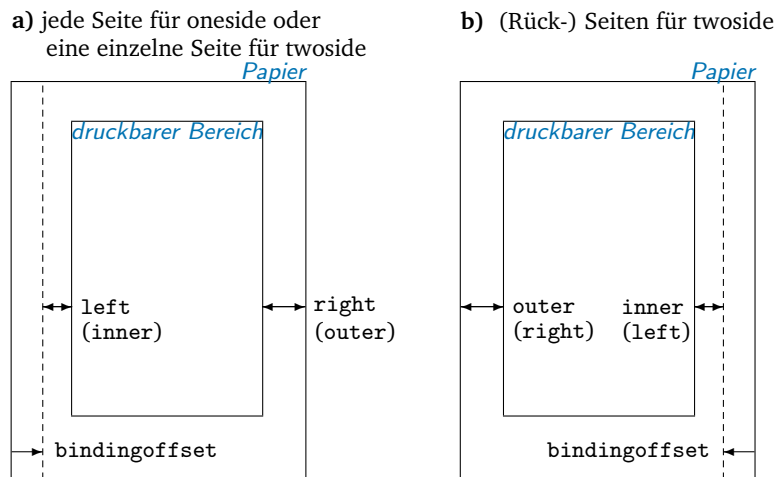 a) jede Seite für oneside oder
eine einzelne Seite für twoside
Papier
druckbarer Bereich
left
(inner)
right
(outer)
bindingoffset
b) (Rück-) Seiten für twoside
Papier
druckbarer Bereich
outer
(right)
inner
(left)
bindingoffset